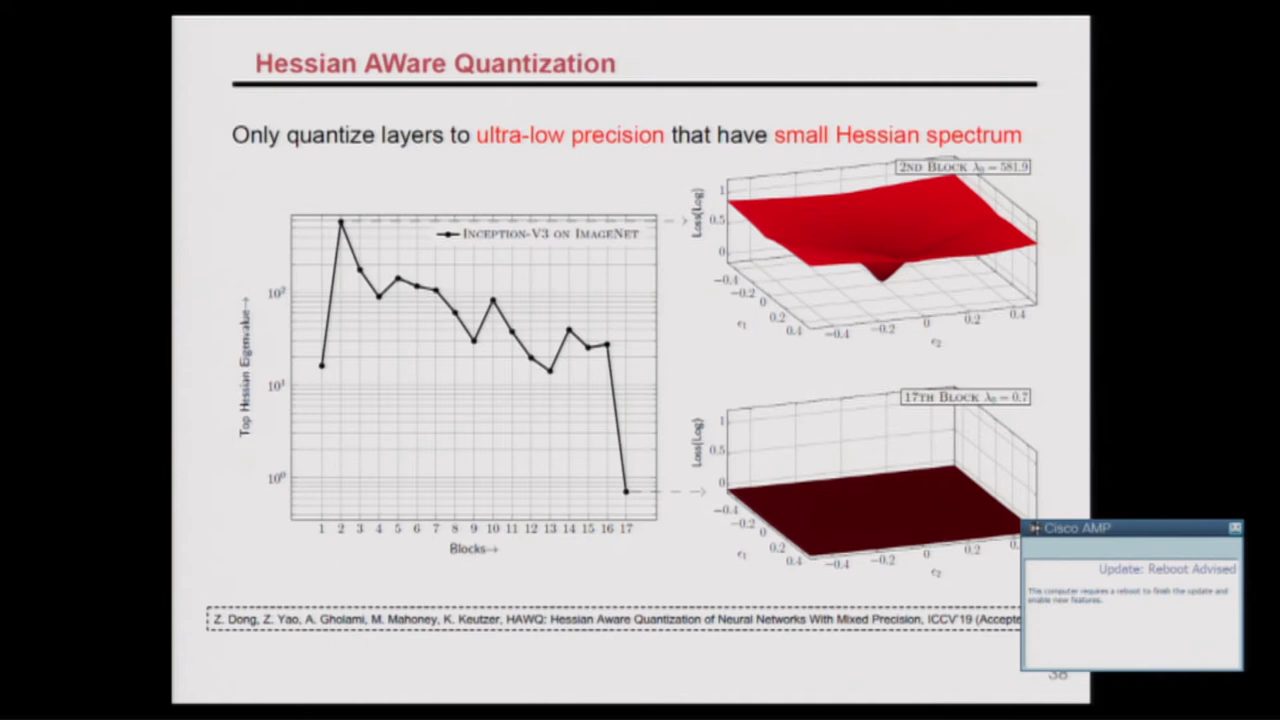 Hessian AWare Quantization
Only quantize layers to ultra-low precision that have small Hessian spectrum
INCEPTION-V3 ON IMAGENET
Top Hessian Eigenvalue→
10²
10¹
10⁰
1 2 3 4 5 6 7 8 9 10 11 12 13 14 15 16 17
Blocks→
2ND BLOCK λ₀ = 581.9
Loss(Log)
1
0.5
0
−0.4
−0.2
0
0.2
0.4
ϵ₁
−0.4 −0.2 0 0.2 0.4
ϵ₂
17TH BLOCK λ₀ = 0.7
Loss(Log)
1
0.5
0
−0.4
−0.2
0
0.2
0.4
ϵ₁
−0.4 −0.2 0 0.2 0.
ϵ₂
Z. Dong, Z. Yao, A. Gholami, M. Mahoney, K. Keutzer, HAWQ: Hessian Aware Quantization of Neural Networks With Mixed Precision, ICCV'19 (Accepte
38
Cisco AMP
Update: Reboot Advised
This computer requires a reboot to finish the update and
enable new features.